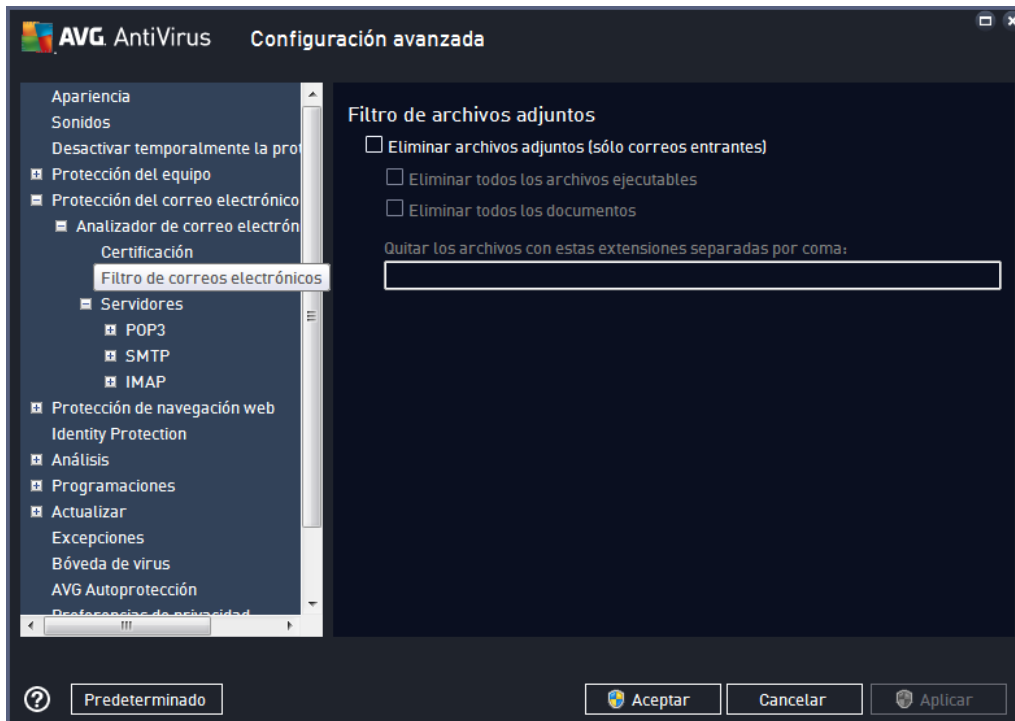 AVG AntiVirus Configuración avanzada
Apariencia
Sonidos
Desactivar temporalmente la prot
Protección del equipo
Protección del correo electrónico
Analizador de correo electrón
Certificación
Filtro de correos electrónicos
Servidores
POP3
SMTP
IMAP
Protección de navegación web
Identity Protection
Análisis
Programaciones
Actualizar
Excepciones
Bóveda de virus
AVG Autoprotección
Preferencias de privacidad
Filtro de archivos adjuntos
Eliminar archivos adjuntos (sólo correos entrantes)
Eliminar todos los archivos ejecutables
Eliminar todos los documentos
Quitar los archivos con estas extensiones separadas por coma:
Predeterminado
Aceptar
Cancelar
Aplicar